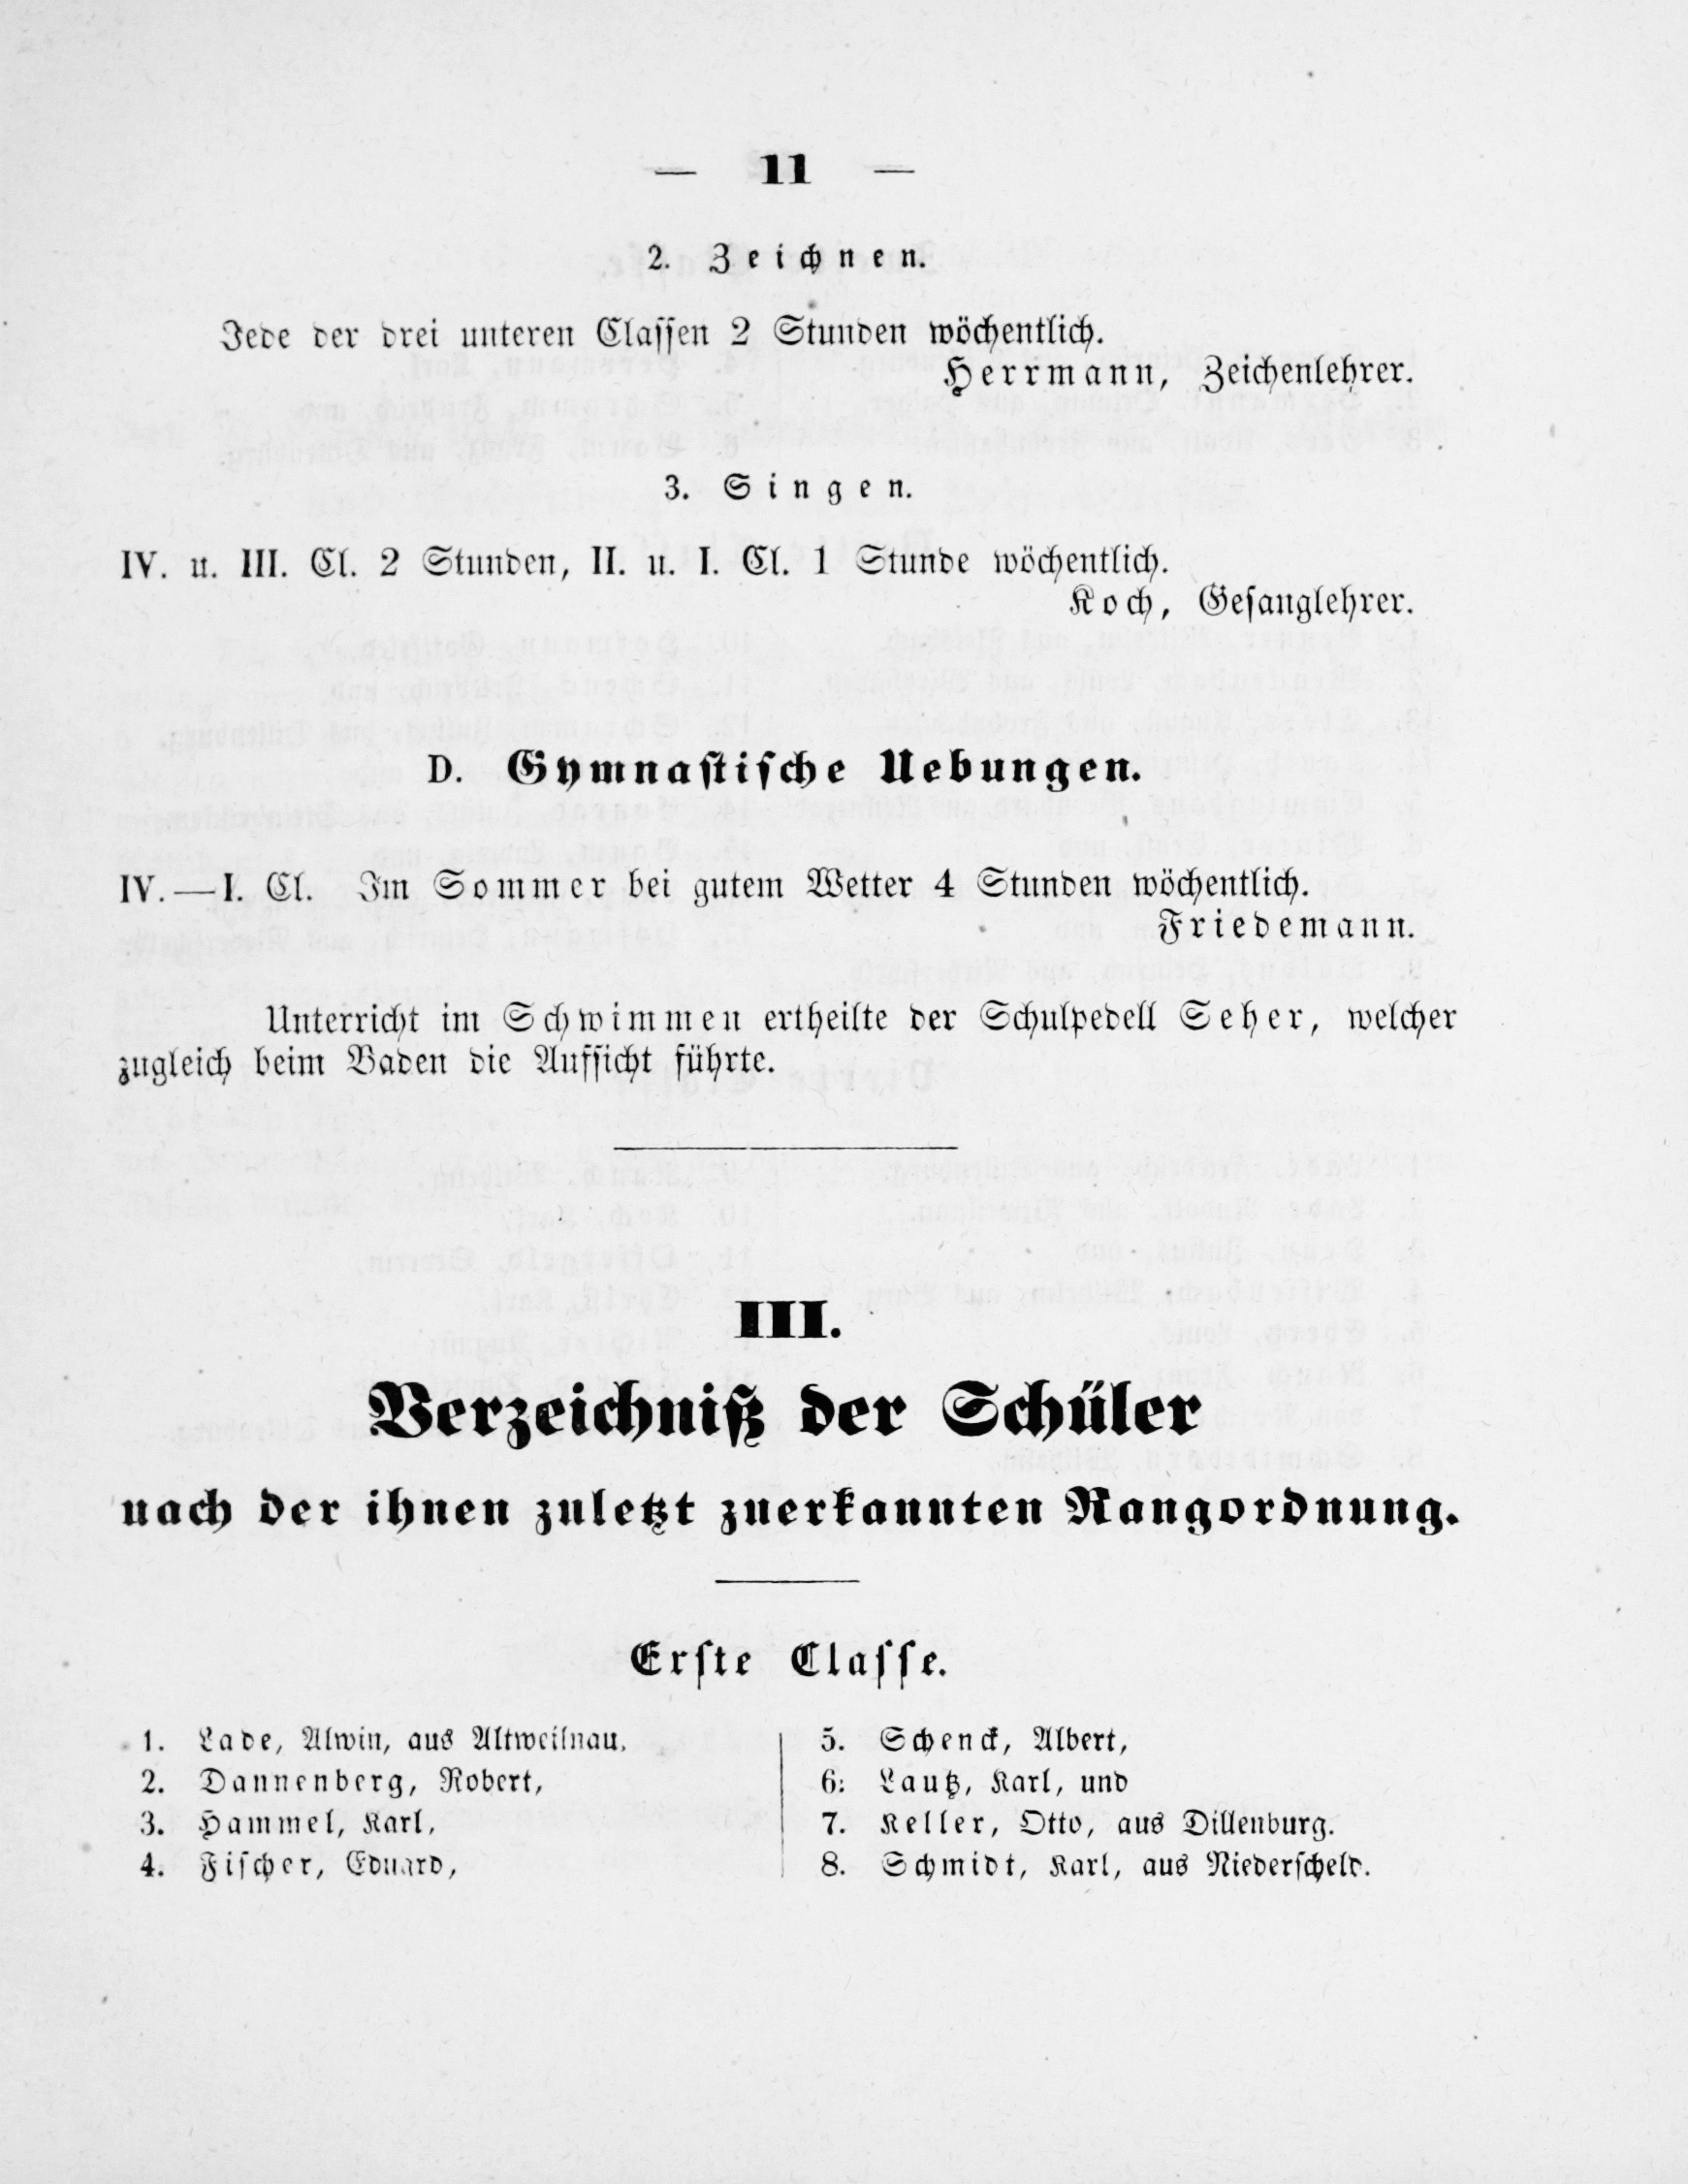 — 11 —
2. Zeichnen.
Jede der drei unteren Classen 2 Stunden wöchentlich.
Herrmann, Zeichenlehrer.
3. Singen.
IV. u. III. Cl. 2 Stunden, II. u. I. Cl. 1 Stunde wöchentlich.
Koch, Gesanglehrer.
D. Gymnastische Uebungen.
IV.—I. Cl. Im Sommer bei gutem Wetter 4 Stunden wöchentlich.
Friedemann.
Unterricht im Schwimmen ertheilte der Schulpedell Seher, welcher
zugleich beim Baden die Aufsicht führte.
III.
Verzeichniß der Schüler
nach der ihnen zuletzt zuerkannten Rangordnung.
Erste Classe.
1. Lade, Alwin, aus Altweilnau.
2. Dannenberg, Robert,
3. Hammel, Karl,
4. Fischer, Eduard,
5. Schenck, Albert,
6. Lautz, Karl, und
7. Keller, Otto, aus Dillenburg.
8. Schmidt, Karl, aus Niederscheld.